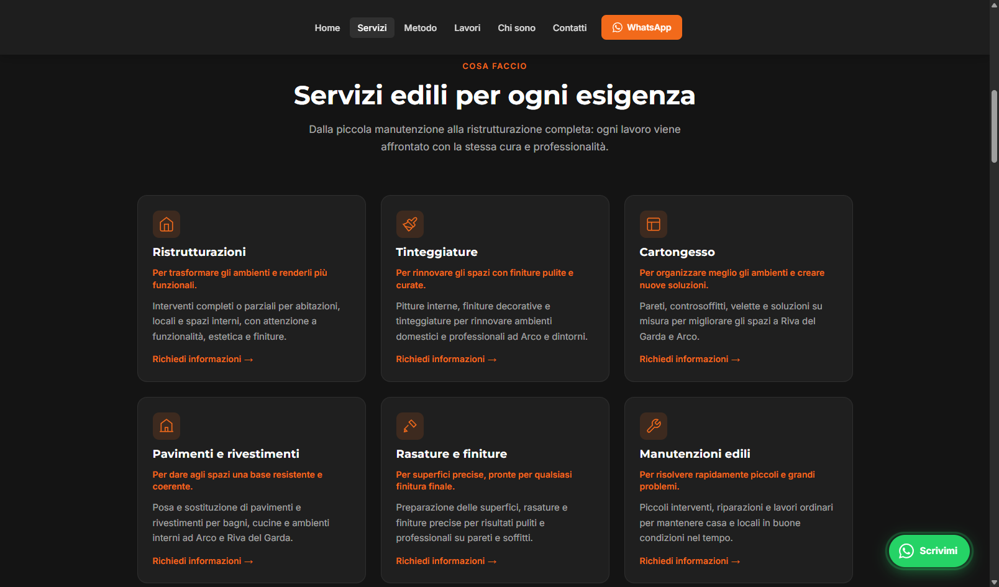 Home
Servizi
Metodo
Lavori
Chi sono
Contatti
WhatsApp
COSA FACCIO
Servizi edili per ogni esigenza
Dalla piccola manutenzione alla ristrutturazione completa: ogni lavoro viene
affrontato con la stessa cura e professionalità.
Ristrutturazioni
Per trasformare gli ambienti e renderli più
funzionali.
Interventi completi o parziali per abitazioni,
locali e spazi interni, con attenzione a
funzionalità, estetica e finiture.
Richiedi informazioni →
Tinteggiature
Per rinnovare gli spazi con finiture pulite e
curate.
Pitture interne, finiture decorative e
tinteggiature per rinnovare ambienti
domestici e professionali ad Arco e dintorni.
Richiedi informazioni →
Cartongesso
Per organizzare meglio gli ambienti e creare
nuove soluzioni.
Pareti, controsoffitti, velette e soluzioni su
misura per migliorare gli spazi a Riva del
Garda e Arco.
Richiedi informazioni →
Pavimenti e rivestimenti
Per dare agli spazi una base resistente e
coerente.
Posa e sostituzione di pavimenti e
rivestimenti per bagni, cucine e ambienti
interni ad Arco e Riva del Garda.
Richiedi informazioni →
Rasature e finiture
Per superfici precise, pronte per qualsiasi
finitura finale.
Preparazione delle superfici, rasature e
finiture precise per risultati puliti e
professionali su pareti e soffitti.
Richiedi informazioni →
Manutenzioni edili
Per risolvere rapidamente piccoli e grandi
problemi.
Piccoli interventi, riparazioni e lavori ordinari
per mantenere casa e locali in buone
condizioni nel tempo.
Richiedi informazioni →
Scrivimi